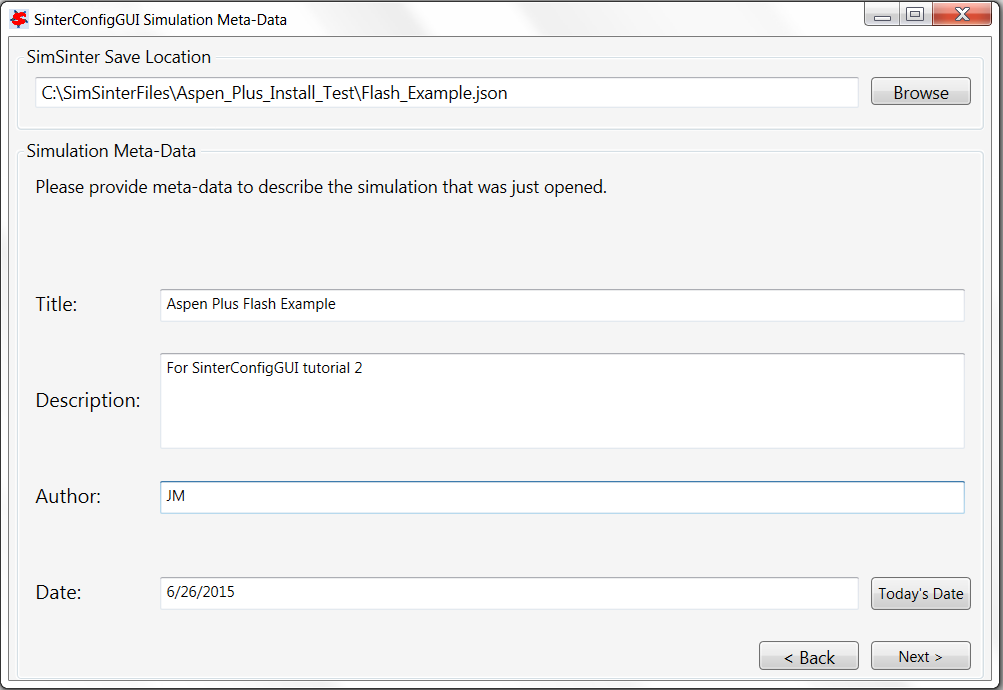 SinterConfigGUI Simulation Meta-Data
SimSinter Save Location
C:\SimSinterFiles\Aspen_Plus_Install_Test\Flash_Example.json
Browse
Simulation Meta-Data
Please provide meta-data to describe the simulation that was just opened.
Title:
Aspen Plus Flash Example
Description:
For SinterConfigGUI tutorial 2
Author:
JM
Date:
6/26/2015
Today's Date
< Back
Next >